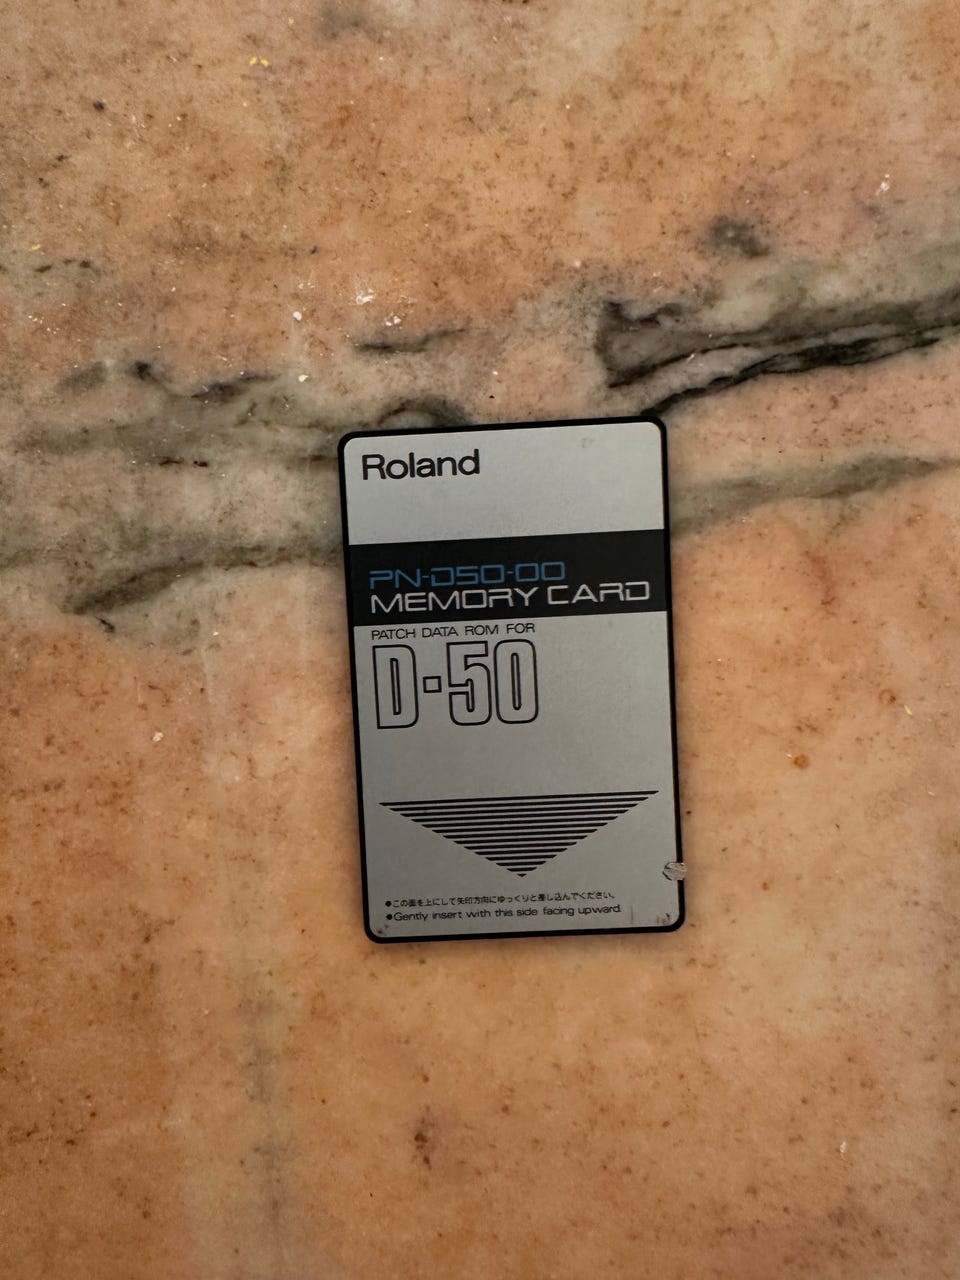 Roland
PN-D50-00
MEMORY CARD
PATCH DATA ROM FOR
D-50
●この面を上にして矢印方向にゆっくりと差し込んでください。
●Gently insert with this side facing upward.